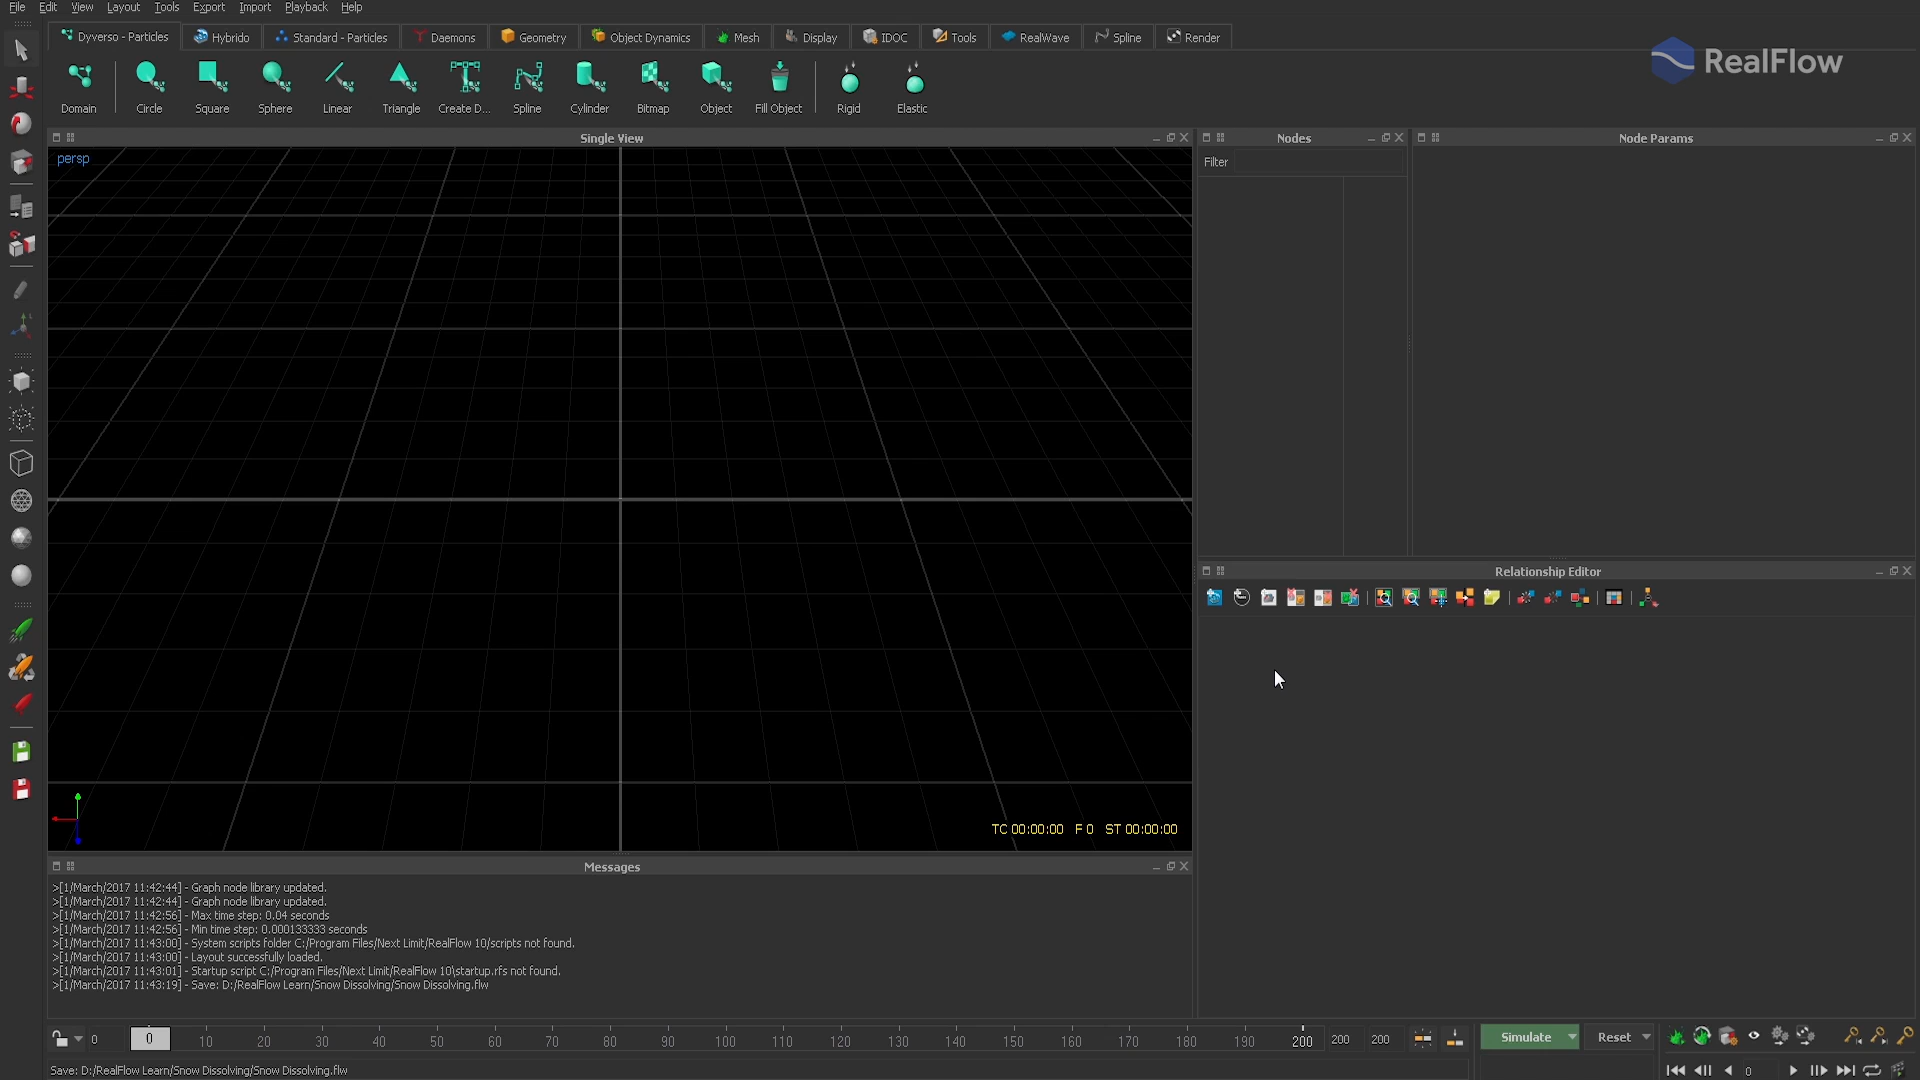 File Edit View Layout Tools Export Import Playback Help
Dyverso - Particles Hybrido Standard - Particles Daemons Geometry Object Dynamics Mesh Display IDOC Tools RealWave Spline Render
RealFlow
Domain Circle Square Sphere Linear Triangle Create D... Spline Cylinder Bitmap Object Fill Object Rigid Elastic
Single View
Nodes
Node Params
persp
Filter
Relationship Editor
TC 00:00:00 F 0 ST 00:00:00
Messages
>[1/March/2017 11:42:44] - Graph node library updated.
>[1/March/2017 11:42:44] - Graph node library updated.
>[1/March/2017 11:42:56] - Max time step: 0.04 seconds
>[1/March/2017 11:42:56] - Min time step: 0.000133333 seconds
>[1/March/2017 11:43:00] - System scripts folder C:/Program Files/Next Limit/RealFlow 10/scripts not found.
>[1/March/2017 11:43:00] - Layout successfully loaded.
>[1/March/2017 11:43:01] - Startup script C:/Program Files/Next Limit/RealFlow 10\startup.rfs not found.
>[1/March/2017 11:43:19] - Save: D:/RealFlow Learn/Snow Dissolving/Snow Dissolving.flw
0 0 10 20 30 40 50 60 70 80 90 100 110 120 130 140 150 160 170 180 190 200 200 200
Simulate Reset
Save: D:/RealFlow Learn/Snow Dissolving/Snow Dissolving.flw
0